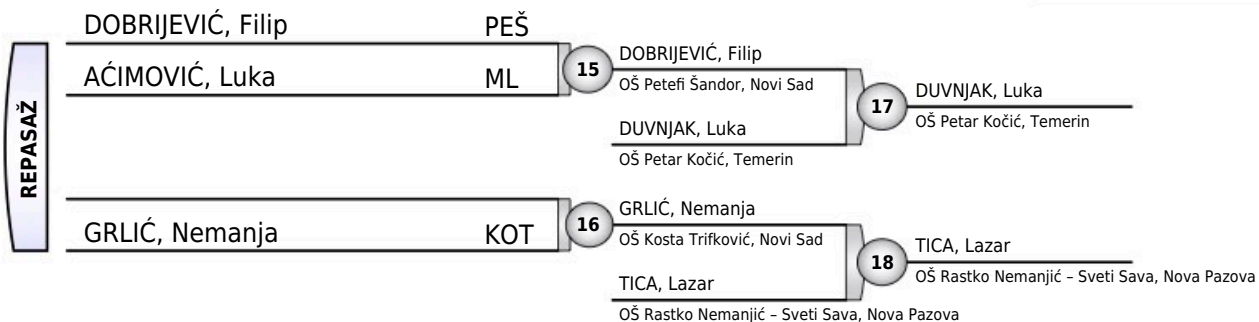 REPASAŽ
DOBRIJEVIĆ, Filip PEŠ
AĆIMOVIĆ, Luka ML
15
DOBRIJEVIĆ, Filip
OŠ Petefi Šandor, Novi Sad
DUVNJAK, Luka
OŠ Petar Kočić, Temerin
17
DUVNJAK, Luka
OŠ Petar Kočić, Temerin
GRLIĆ, Nemanja KOT
16
GRLIĆ, Nemanja
OŠ Kosta Trifković, Novi Sad
TICA, Lazar
OŠ Rastko Nemanjić – Sveti Sava, Nova Pazova
18
TICA, Lazar
OŠ Rastko Nemanjić – Sveti Sava, Nova Pazova